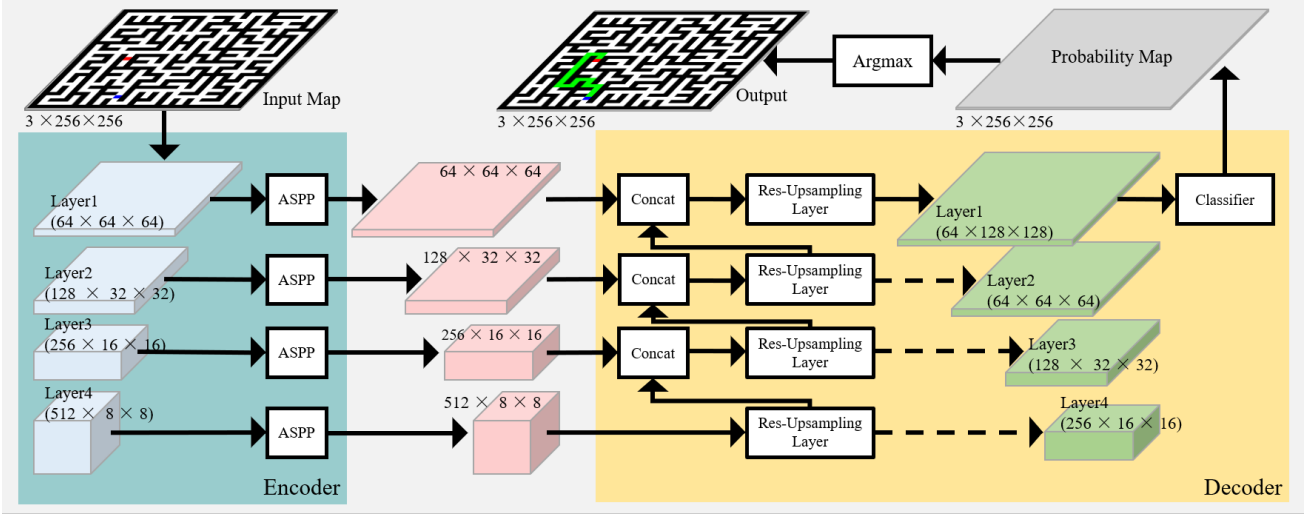 Input Map
3 ×256×256
Output
3 ×256×256
Argmax
Probability Map
3 ×256×256
Layer1
(64 × 64 × 64)
ASPP
64 × 64 × 64
Concat
Res-Upsampling
Layer
Layer1
(64 ×128×128)
Classifier
Layer2
(128 × 32 × 32)
ASPP
128 × 32 × 32
Concat
Res-Upsampling
Layer
Layer2
(64 × 64 × 64)
Layer3
(256 × 16 × 16)
ASPP
256 × 16 × 16
Concat
Res-Upsampling
Layer
Layer3
(128 × 32 × 32)
Layer4
(512 × 8 × 8)
ASPP
512 × 8 × 8
Res-Upsampling
Layer
Layer4
(256 × 16 × 16)
Encoder
Decoder